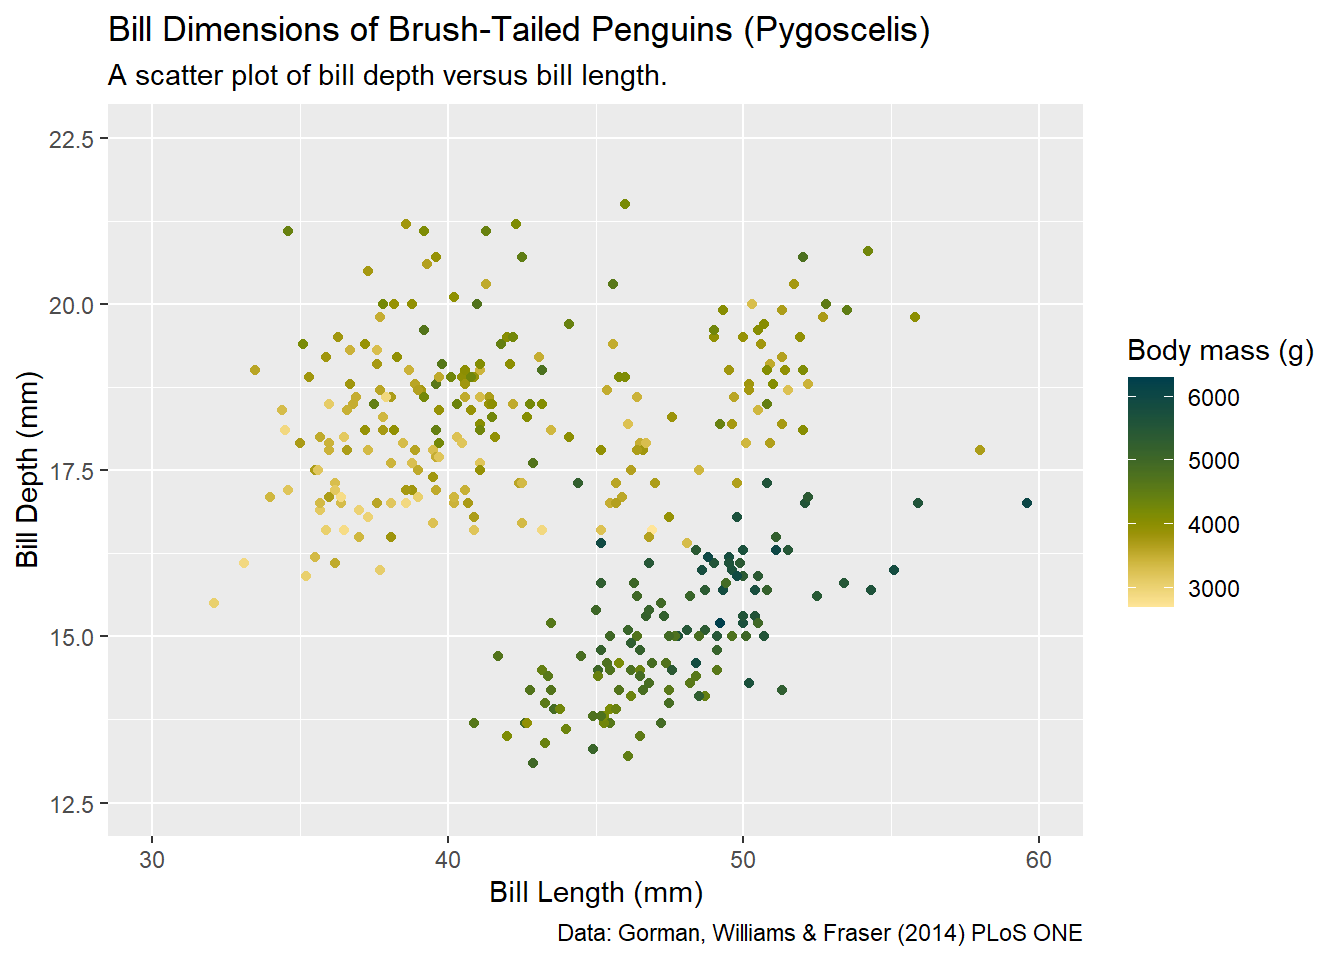 Bill Dimensions of Brush-Tailed Penguins (Pygoscelis)
A scatter plot of bill depth versus bill length.
22.5
20.0
17.5
15.0
12.5
Bill Depth (mm)
30 40 50 60
Bill Length (mm)
Body mass (g)
6000
5000
4000
3000
Data: Gorman, Williams & Fraser (2014) PLoS ONE